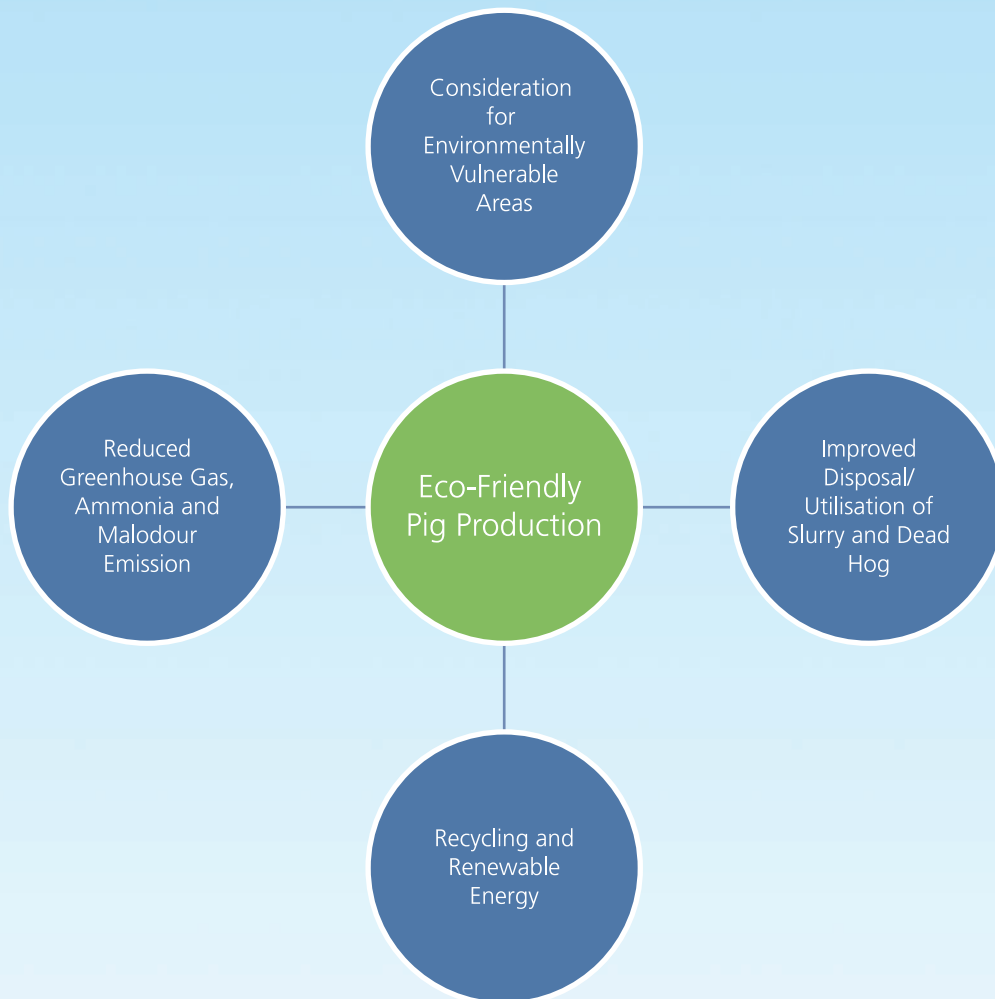 Consideration
for
Environmentally
Vulnerable
Areas
Reduced
Greenhouse Gas,
Ammonia and
Malodour
Emission
Eco-Friendly
Pig Production
Improved
Disposal/
Utilisation of
Slurry and Dead
Hog
Recycling and
Renewable
Energy